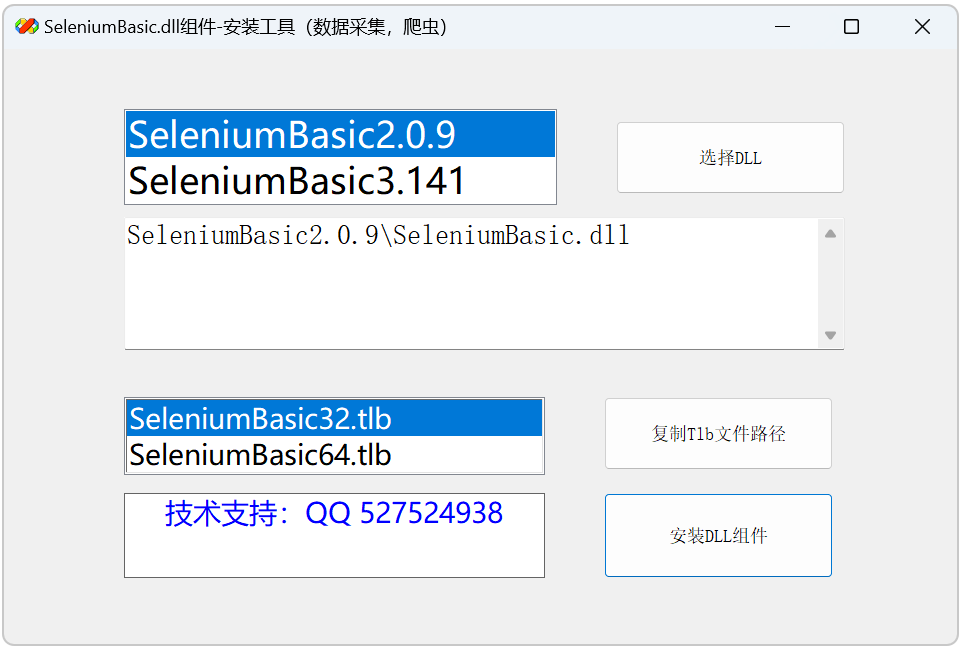 SeleniumBasic.dll组件-安装工具（数据采集，爬虫）
SeleniumBasic2.0.9
SeleniumBasic3.141
选择DLL
SeleniumBasic2.0.9\SeleniumBasic.dll
SeleniumBasic32.tlb
SeleniumBasic64.tlb
复制Tlb文件路径
技术支持：QQ 527524938
安装DLL组件